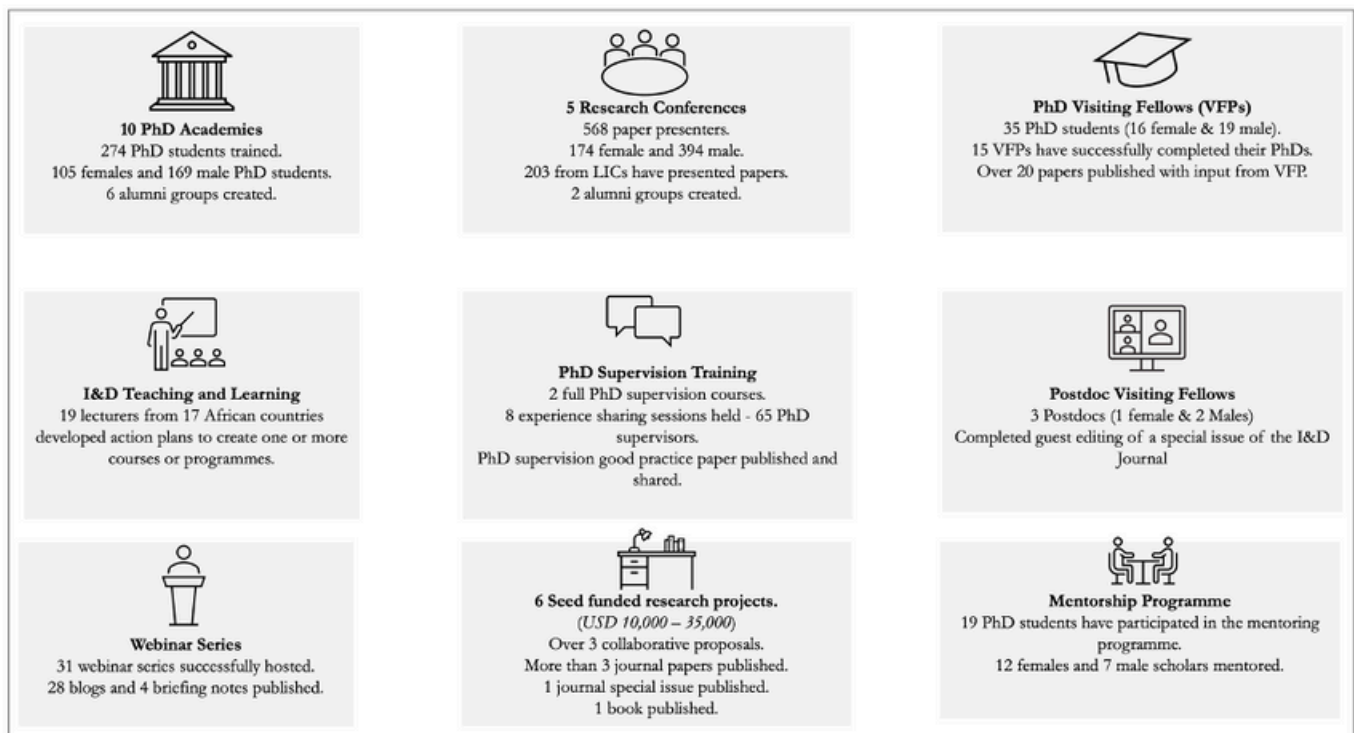 10 PhD Academies
274 PhD students trained.
105 females and 169 male PhD students.
6 alumni groups created.
5 Research Conferences
568 paper presenters.
174 female and 394 male.
203 from LICs have presented papers.
2 alumni groups created.
PhD Visiting Fellows (VFPs)
35 PhD students (16 female & 19 male).
15 VFPs have successfully completed their PhDs.
Over 20 papers published with input from VFP.
I&D Teaching and Learning
19 lecturers from 17 African countries
developed action plans to create one or more
courses or programmes.
PhD Supervision Training
2 full PhD supervision courses.
8 experience sharing sessions held - 65 PhD
supervisors.
PhD supervision good practice paper published and
shared.
Postdoc Visiting Fellows
3 Postdocs (1 female & 2 Males)
Completed guest editing of a special issue of the I&D
Journal
Webinar Series
31 webinar series successfully hosted.
28 blogs and 4 briefing notes published.
6 Seed funded research projects.
(USD 10,000 – 35,000)
Over 3 collaborative proposals.
More than 3 journal papers published.
1 journal special issue published.
1 book published.
Mentorship Programme
19 PhD students have participated in the mentoring
programme.
12 females and 7 male scholars mentored.